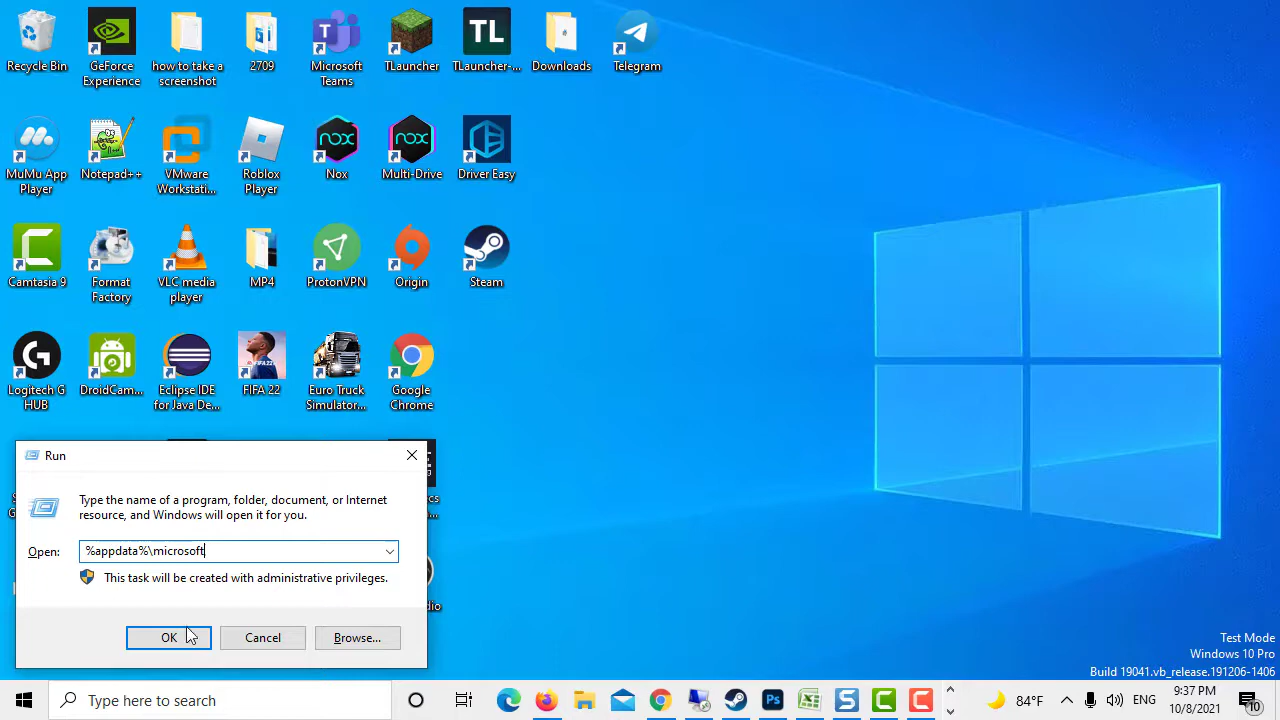 Recycle Bin
GeForce
Experience
how to take a
screenshot
2709
Microsoft
Teams
TLauncher
TL
TLauncher-...
Downloads
Telegram
MuMu App
Player
Notepad++
VMware
Workstati...
Roblox
Player
nox
Nox
nox
Multi-Drive
Driver Easy
Camtasia 9
Format
Factory
VLC media
player
MP4
ProtonVPN
Origin
Steam
Logitech G
HUB
DroidCam...
Eclipse IDE
for Java De...
FIFA 22
Euro Truck
Simulator...
Google
Chrome
Run
Type the name of a program, folder, document, or Internet
resource, and Windows will open it for you.
Open:
%appdata%\microsoft
This task will be created with administrative privileges.
OK
Cancel
Browse...
Test Mode
Windows 10 Pro
Build 19041.vb_release.191206-1406
Type here to search
84°F
ENG
9:37 PM
10/8/2021
10